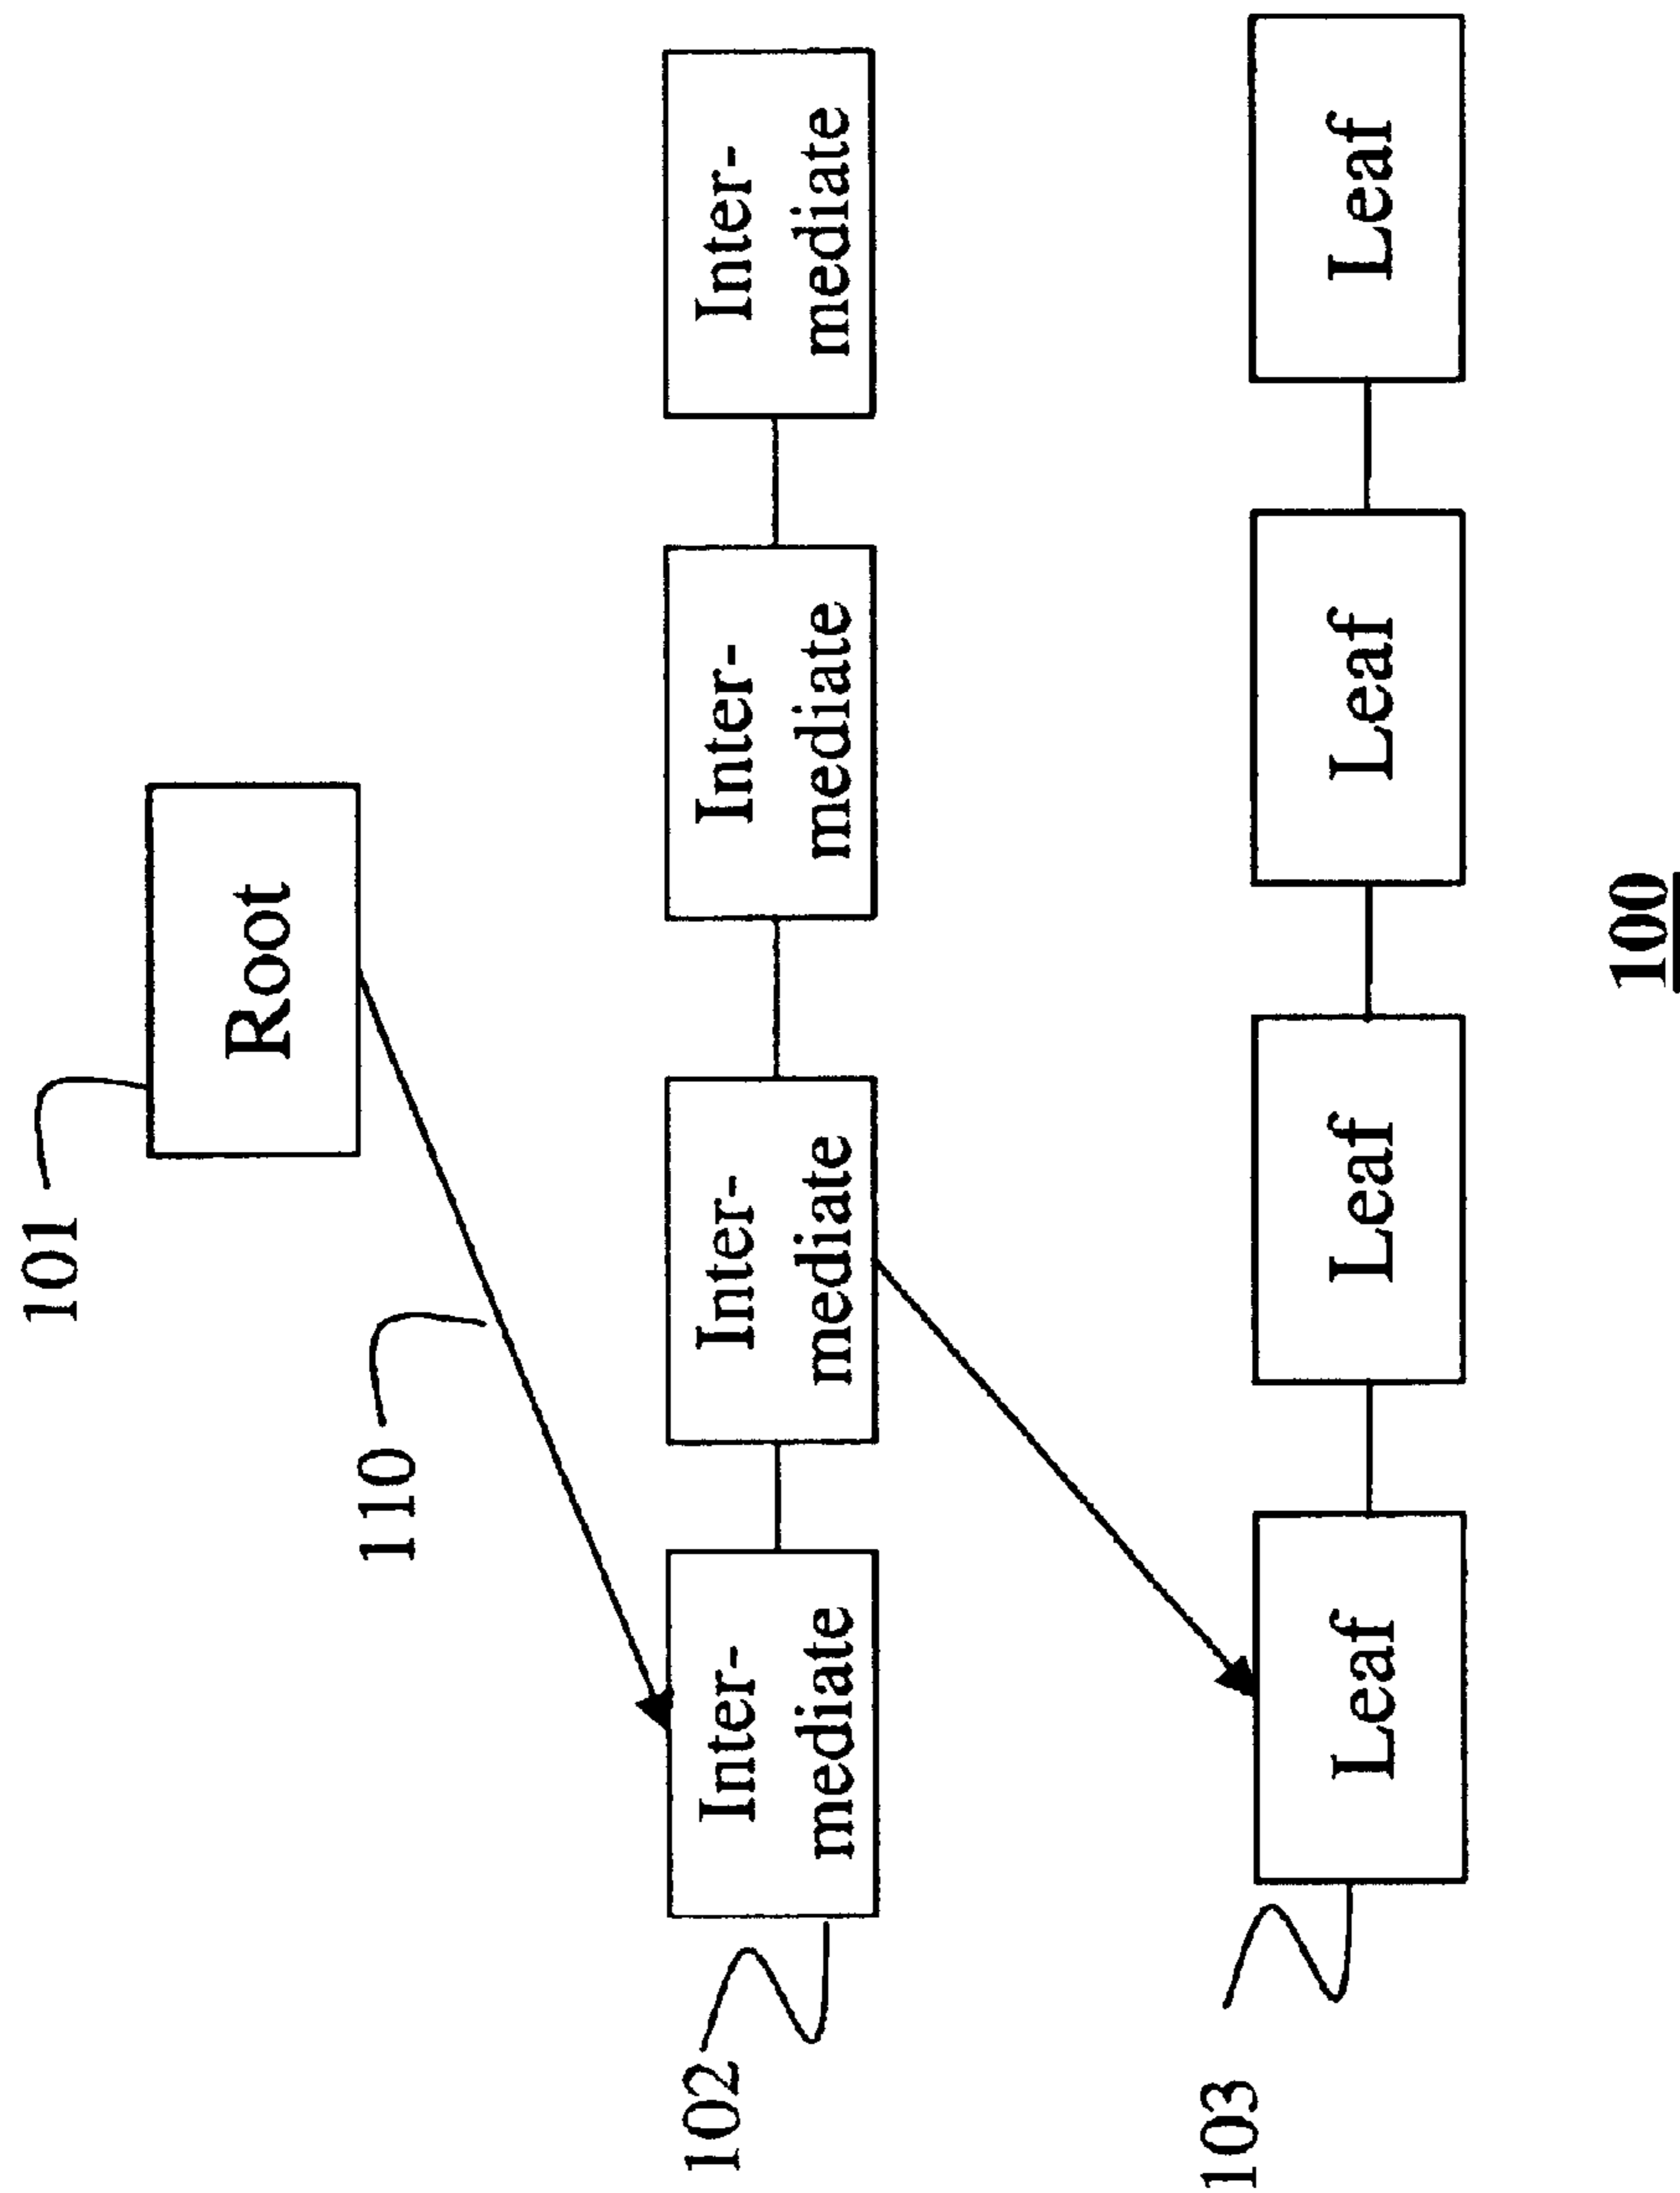 101
Root
110
102
Inter-
mediate
Inter-
mediate
Inter-
mediate
Inter-
mediate
103
Leaf
Leaf
Leaf
Leaf
100